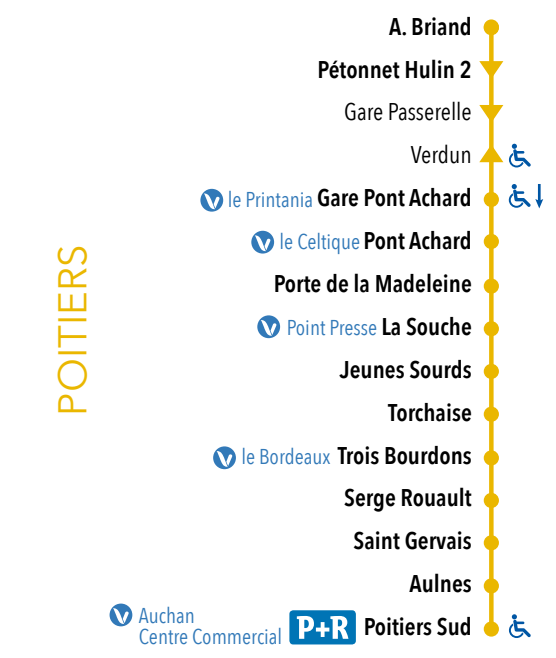 A. Briand
Pétonnet Hulin 2
Gare Passerelle
Verdun
le Printania Gare Pont Achard
le Celtique Pont Achard
Porte de la Madeleine
Point Presse La Souche
Jeunes Sourds
Torchaise
le Bordeaux Trois Bourdons
Serge Rouault
Saint Gervais
Aulnes
Auchan
Centre Commercial P+R Poitiers Sud
POITIERS